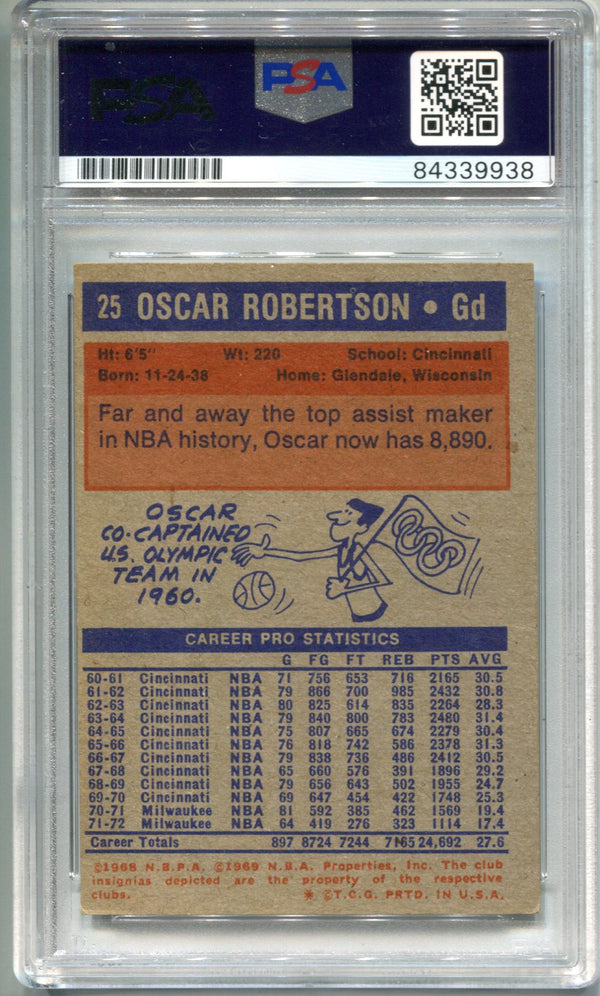 PSA
PSA
84339938
25 OSCAR ROBERTSON • Gd
Ht: 6'5" Wt: 220 School: Cincinnati
Born: 11-24-38 Home: Glendale, Wisconsin
Far and away the top assist maker
in NBA history, Oscar now has 8,890.
OSCAR
CO-CAPTAINED
U.S. OLYMPIC
TEAM IN
1960.
CAREER PRO STATISTICS
G FG FT REB PTS AVG
60-61 Cincinnati NBA 71 756 653 716 2165 30.5
61-62 Cincinnati NBA 79 866 700 985 2432 30.8
62-63 Cincinnati NBA 80 825 614 835 2264 28.3
63-64 Cincinnati NBA 79 840 800 783 2480 31.4
64-65 Cincinnati NBA 75 807 665 674 2279 30.4
65-66 Cincinnati NBA 76 818 742 586 2378 31.3
66-67 Cincinnati NBA 79 838 736 486 2412 30.5
67-68 Cincinnati NBA 65 660 576 391 1896 29.2
68-69 Cincinnati NBA 79 656 643 502 1955 24.7
69-70 Cincinnati NBA 69 647 454 422 1748 25.3
70-71 Milwaukee NBA 81 592 385 462 1569 19.4
71-72 Milwaukee NBA 64 419 276 323 1114 17.4
Career Totals 897 8724 7244 7165 24,692 27.6
©1968 N.B.P.A. ©1969 N.B.A. Properties, Inc. The club
insignias depicted are the property of the respective
clubs. * ©T.C.G. PRTD. IN U.S.A.